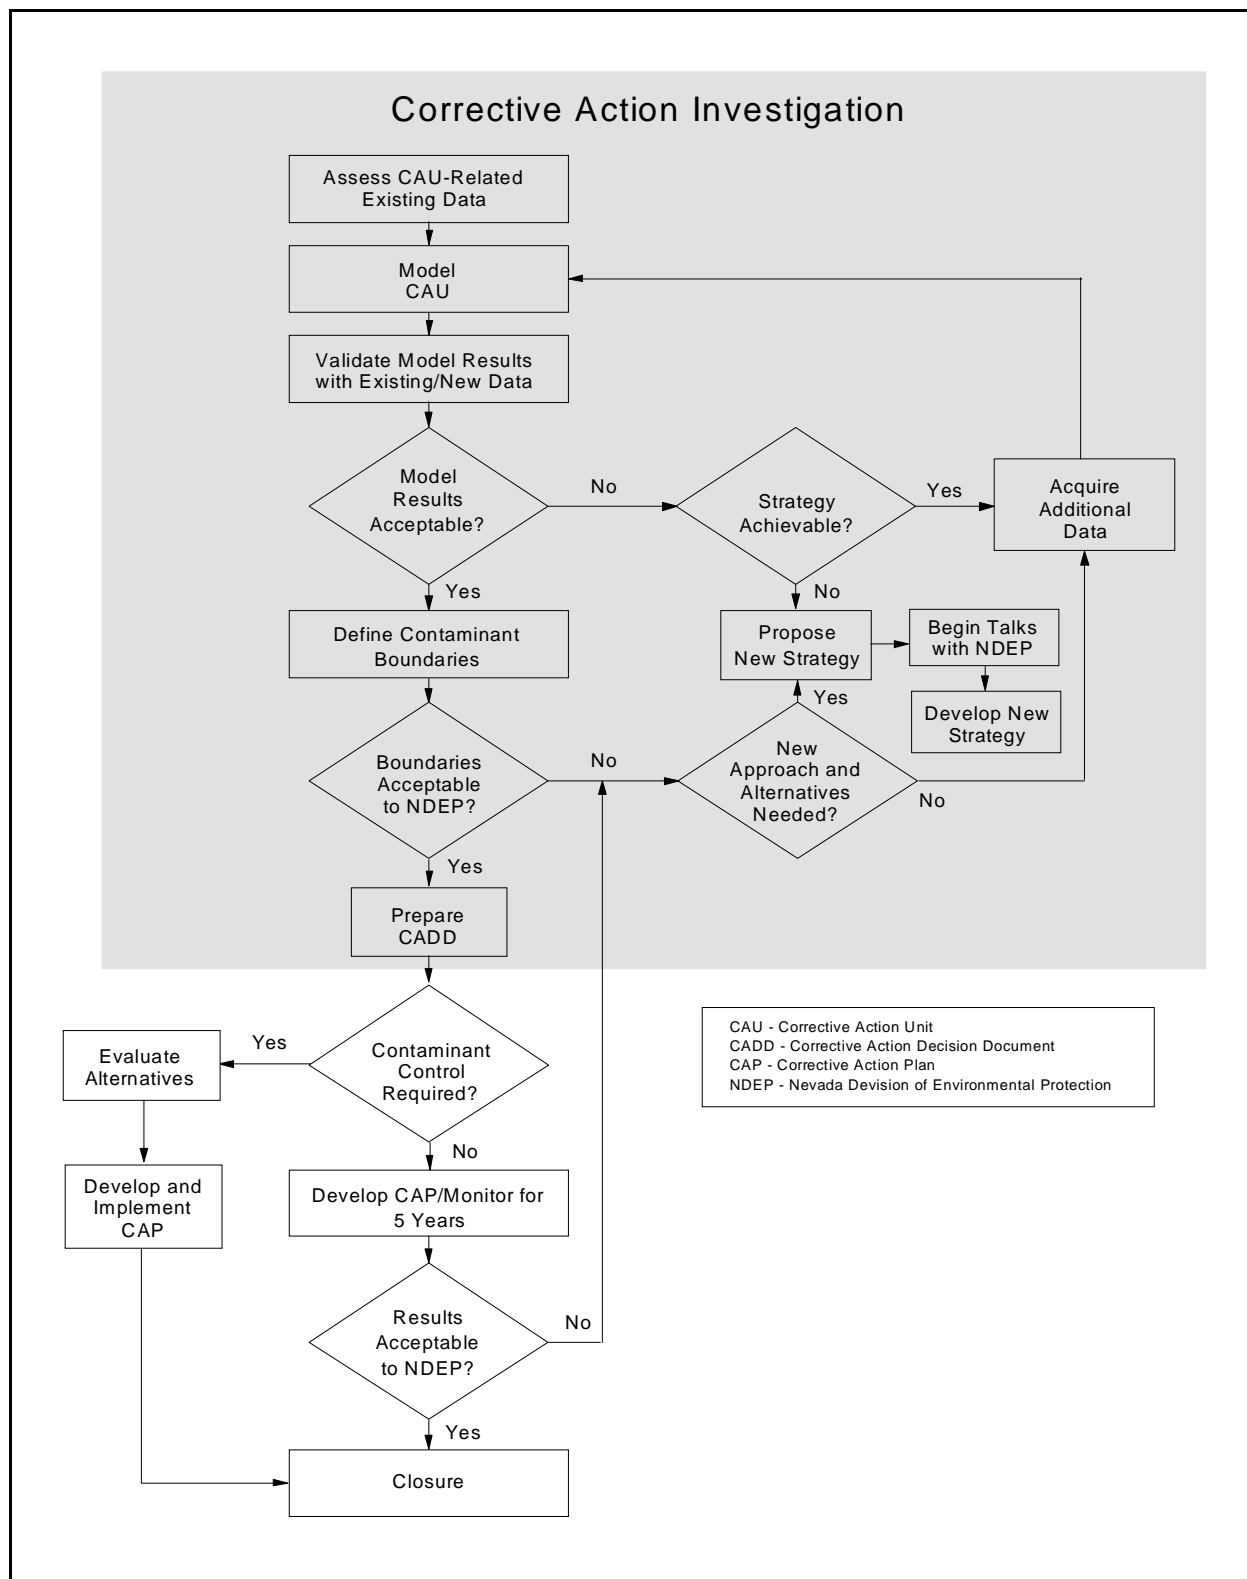 Corrective Action Investigation
Assess CAU-Related
Existing Data
Model
CAU
Validate Model Results
with Existing/New Data
Model
Results
Acceptable?
No
Strategy
Achievable?
Yes
Acquire
Additional
Data
Yes
No
Define Contaminant
Boundaries
Propose
New Strategy
Begin Talks
with NDEP
Develop New
Strategy
Yes
Boundaries
Acceptable
to NDEP?
No
New
Approach and
Alternatives
Needed?
No
Yes
Prepare
CADD
Contaminant
Control
Required?
Yes
Evaluate
Alternatives
Develop and
Implement
CAP
No
Develop CAP/Monitor for
5 Years
Results
Acceptable
to NDEP?
No
Yes
Closure
CAU - Corrective Action Unit
CADD - Corrective Action Decision Document
CAP - Corrective Action Plan
NDEP - Nevada Devision of Environmental Protection